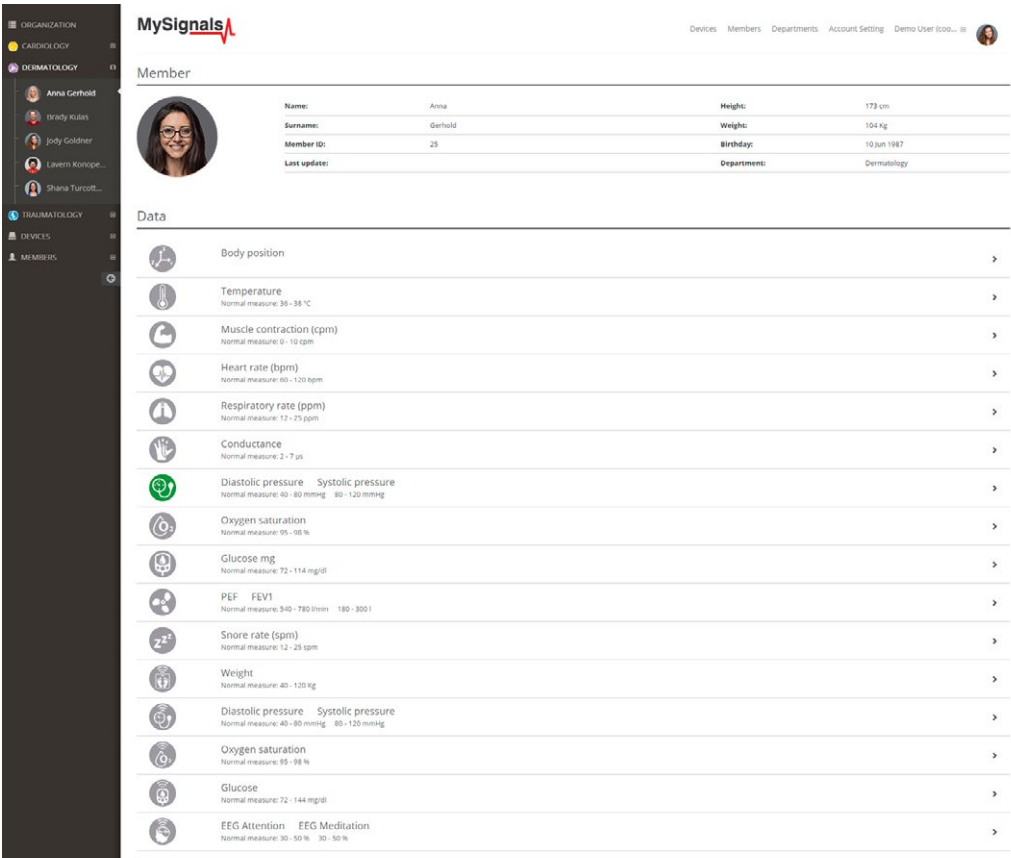 ORGANIZATION
CARDIOLOGY
DERMATOLOGY
Anna Gerhold
Brady Kulas
Jody Goldner
Lavern Konope...
Shana Turcott...
TRAUMATOLOGY
DEVICES
MEMBERS
MySignals
Devices Members Departments Account Setting Demo User (coo...
Member
Name: Anna Height: 173 cm
Surname: Gerhold Weight: 104 Kg
Member ID: 25 Birthday: 10 Jun 1987
Last update: Department: Dermatology
Data
Body position
Temperature
Normal measure: 36 - 38 °C
Muscle contraction (cpm)
Normal measure: 0 - 10 cpm
Heart rate (bpm)
Normal measure: 60 - 120 bpm
Respiratory rate (ppm)
Normal measure: 12 - 25 ppm
Conductance
Normal measure: 2 - 7 µs
Diastolic pressure Systolic pressure
Normal measure: 40 - 80 mmHg 80 - 120 mmHg
Oxygen saturation
Normal measure: 95 - 98 %
Glucose mg
Normal measure: 72 - 114 mg/dl
PEF FEV1
Normal measure: 540 - 780 l/min 180 - 300 l
Snore rate (spm)
Normal measure: 12 - 25 spm
Weight
Normal measure: 40 - 120 Kg
Diastolic pressure Systolic pressure
Normal measure: 40 - 80 mmHg 80 - 120 mmHg
Oxygen saturation
Normal measure: 95 - 98 %
Glucose
Normal measure: 72 - 144 mg/dl
EEG Attention EEG Meditation
Normal measure: 30 - 50 % 30 - 50 %